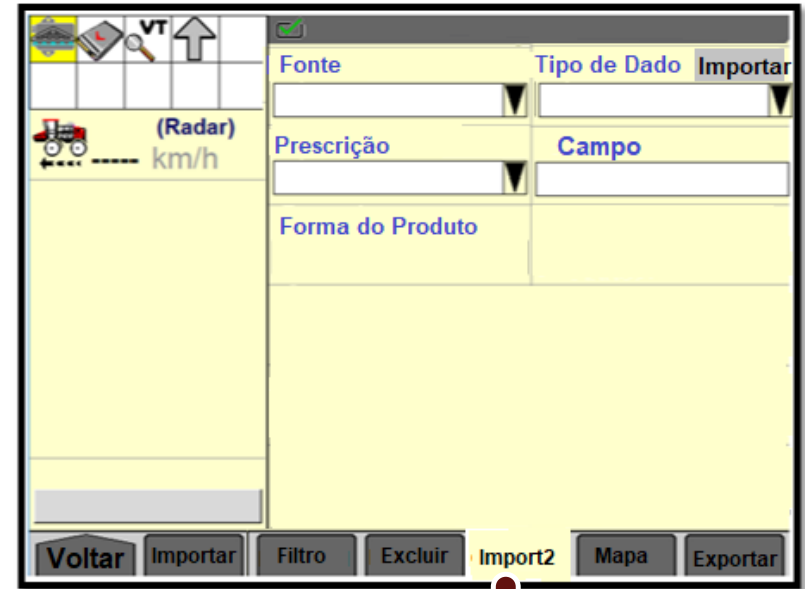 VT
L
(Radar)
----- km/h
Fonte
Tipo de Dado Importar
Prescrição
Campo
Forma do Produto
Voltar Importar Filtro Excluir Import2 Mapa Exportar